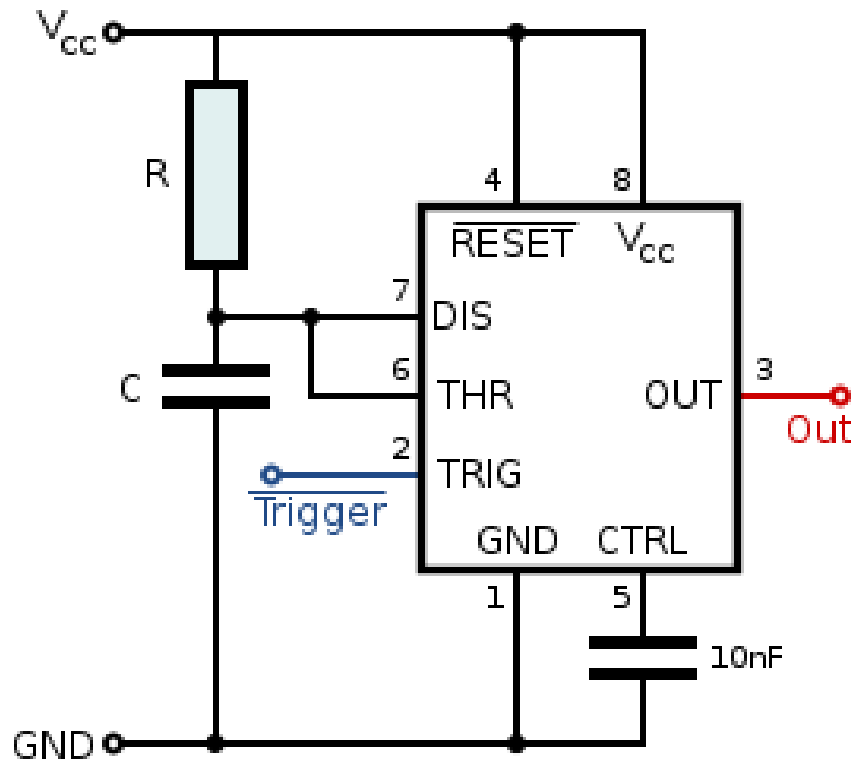 Vcc
R
4
8
RESET
Vcc
7
DIS
6
THR
C
3
OUT
Out
2
TRIG
Trigger
GND
CTRL
1
5
10nF
GND